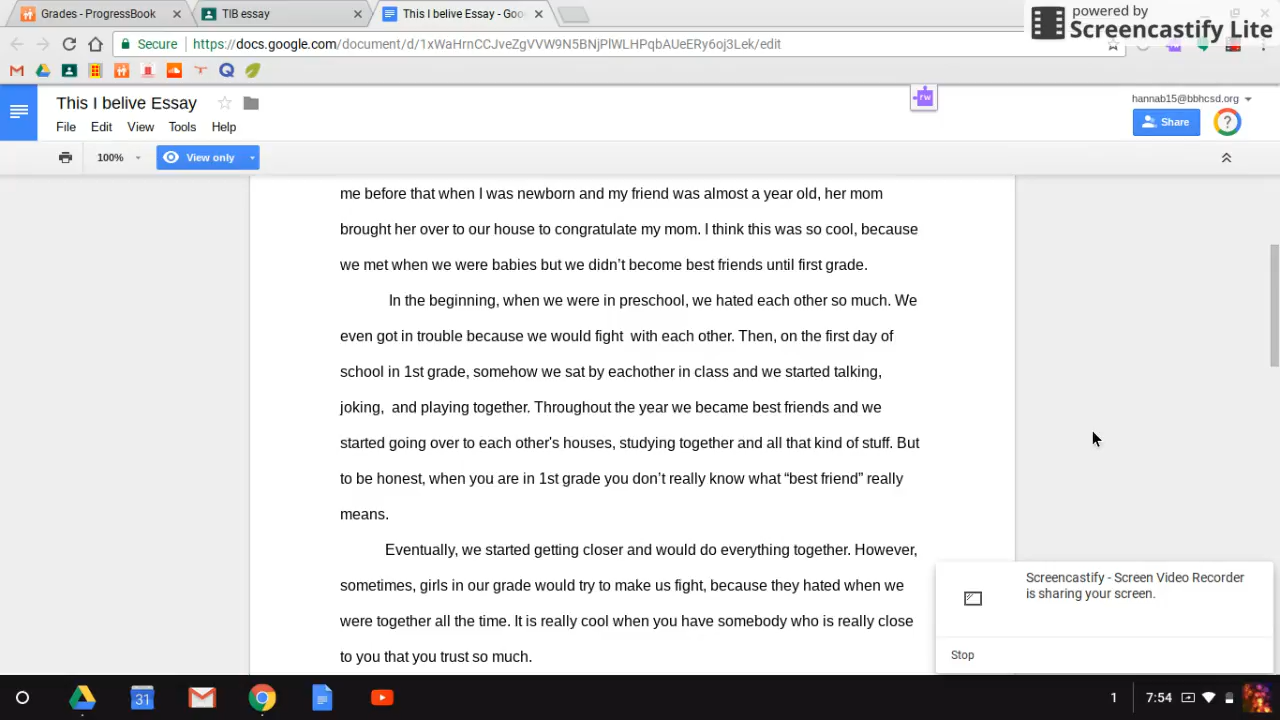 Grades - ProgressBook
TIB essay
This I belive Essay - Goo
powered by
Screencastify Lite
Secure
https://docs.google.com/document/d/1xWaHrnCCJveZgVVW9N5BNjPlWLHPqbAUeERy6oj3Lek/edit
This I belive Essay
hannab15@bbhcsd.org
File Edit View Tools Help
Share
100%
View only
me before that when I was newborn and my friend was almost a year old, her mom
brought her over to our house to congratulate my mom. I think this was so cool, because
we met when we were babies but we didn’t become best friends until first grade.
In the beginning, when we were in preschool, we hated each other so much. We
even got in trouble because we would fight  with each other. Then, on the first day of
school in 1st grade, somehow we sat by eachother in class and we started talking,
joking,  and playing together. Throughout the year we became best friends and we
started going over to each other's houses, studying together and all that kind of stuff. But
to be honest, when you are in 1st grade you don’t really know what “best friend” really
means.
Eventually, we started getting closer and would do everything together. However,
sometimes, girls in our grade would try to make us fight, because they hated when we
were together all the time. It is really cool when you have somebody who is really close
to you that you trust so much.
Screencastify - Screen Video Recorder
is sharing your screen.
Stop
31
1
7:54